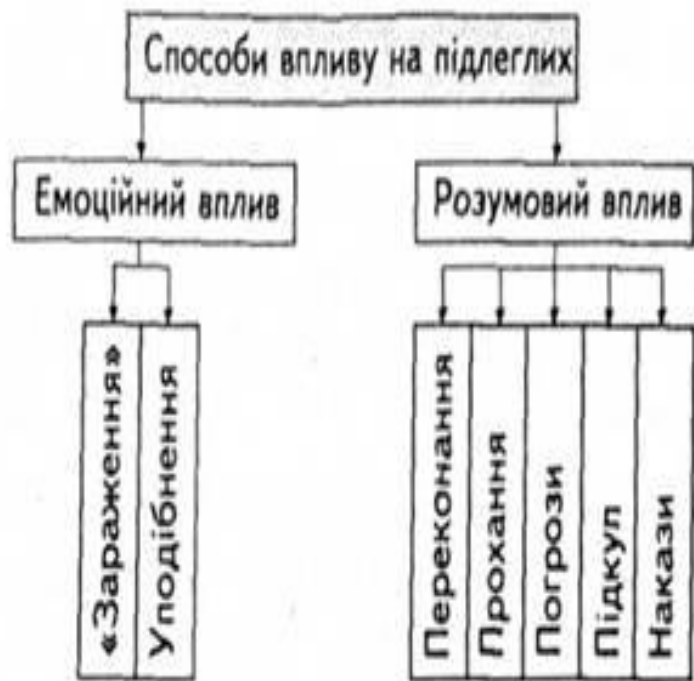 Способи впливу на підлеглих
Емоційний вплив
Розумовий вплив
«Зараження»
Уподібнення
Переконання
Прохання
Погрози
Підкуп
Накази